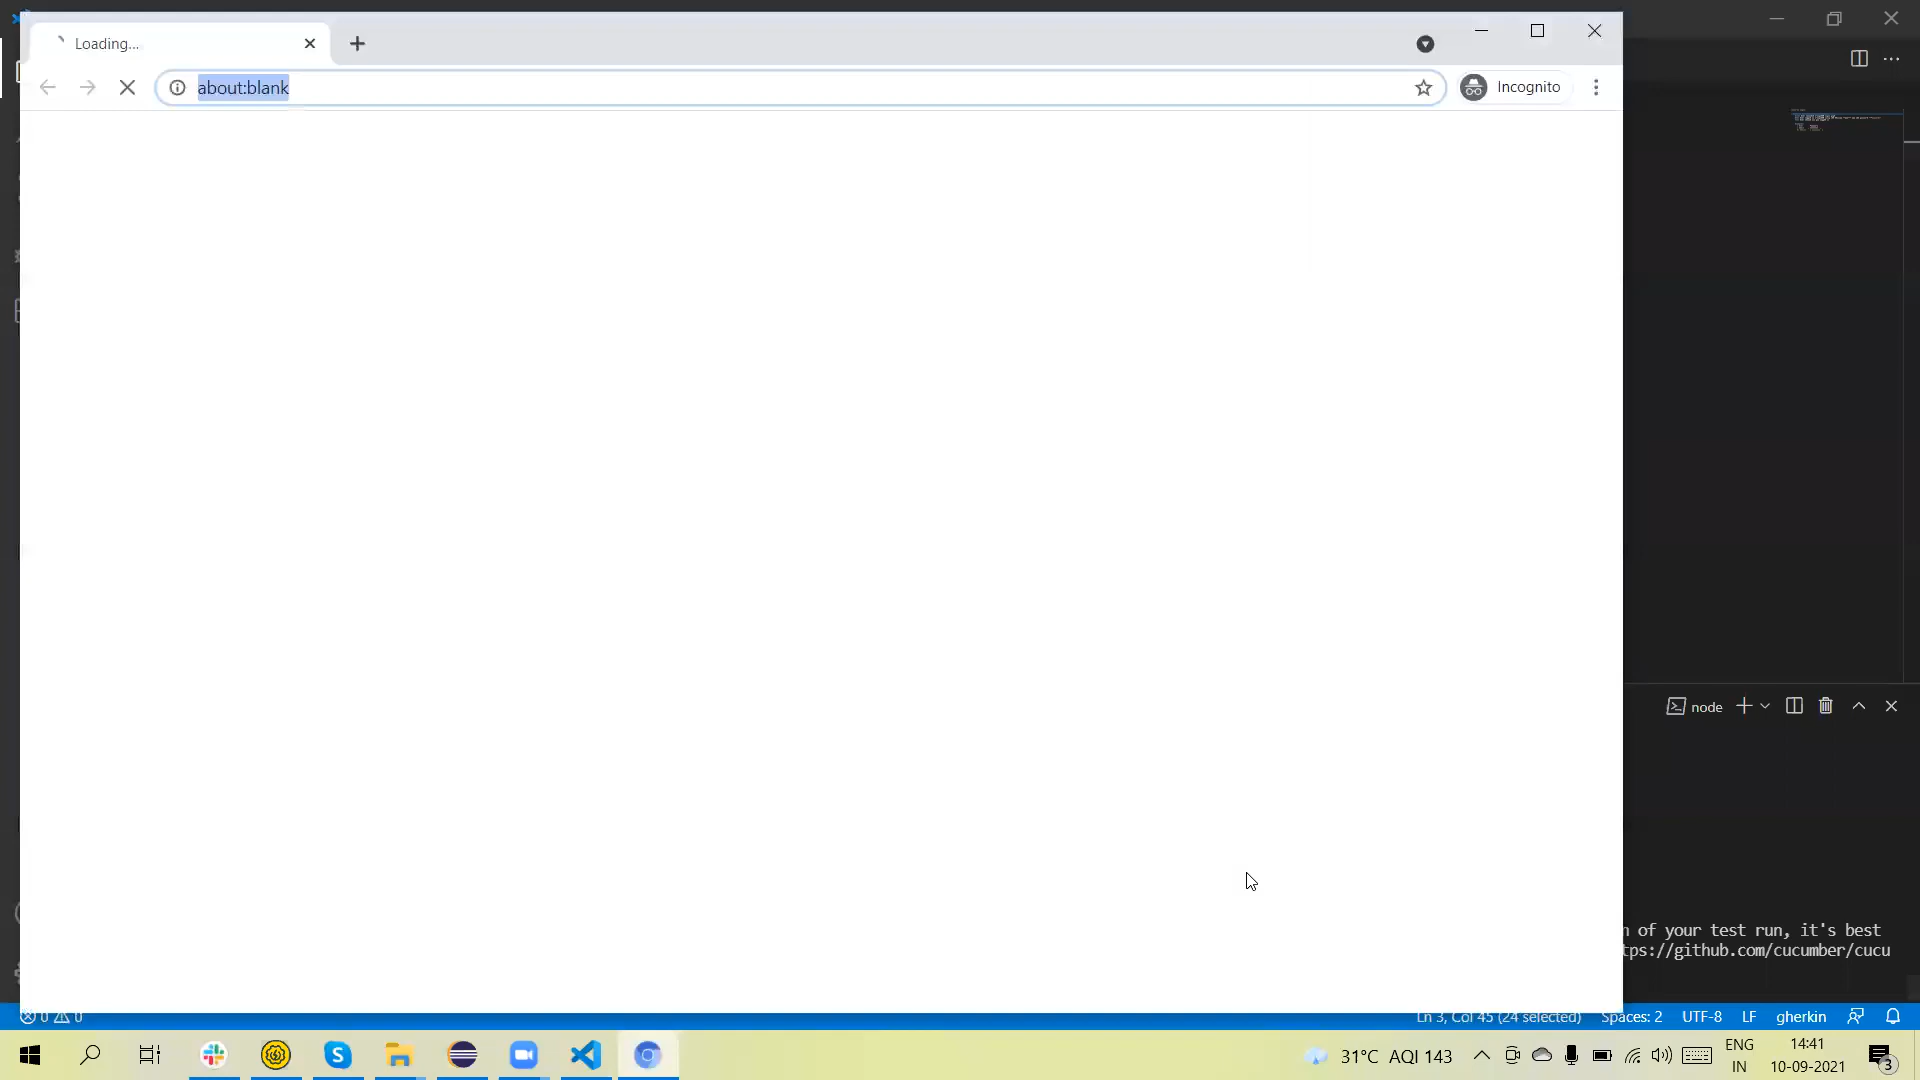 Loading...
about:blank
Incognito
node
n of your test run, it's best
tps://github.com/cucumber/cucu
0 0
Ln 3, Col 45 (24 selected)
Spaces: 2
UTF-8
LF
gherkin
31°C AQI 143
ENG
IN
14:41
10-09-2021
3